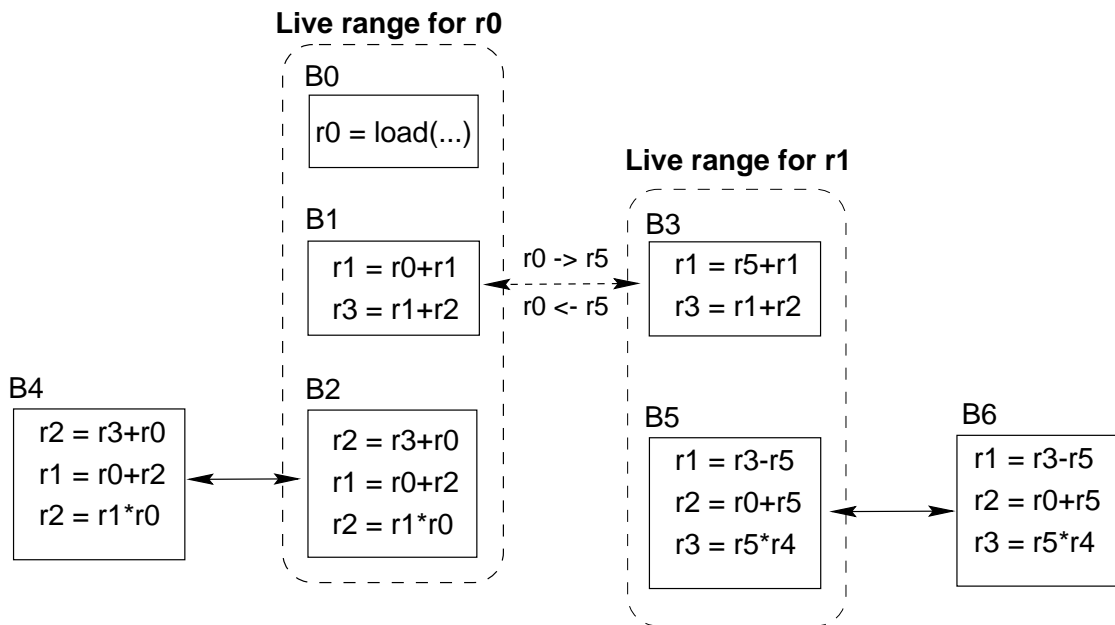 Live range for r0
B0
r0 = load(...)
Live range for r1
B1
r1 = r0+r1
r3 = r1+r2
r0 -> r5
r0 <- r5
B3
r1 = r5+r1
r3 = r1+r2
B4
r2 = r3+r0
r1 = r0+r2
r2 = r1*r0
B2
r2 = r3+r0
r1 = r0+r2
r2 = r1*r0
B5
r1 = r3-r5
r2 = r0+r5
r3 = r5*r4
B6
r1 = r3-r5
r2 = r0+r5
r3 = r5*r4